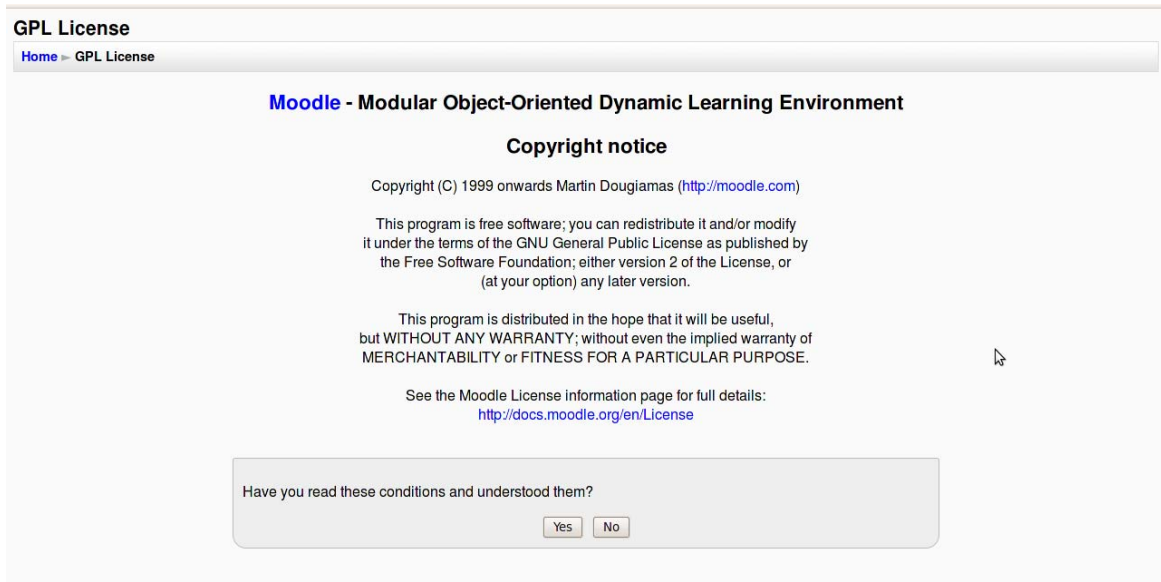 GPL License
Home ► GPL License
Moodle - Modular Object-Oriented Dynamic Learning Environment
Copyright notice
Copyright (C) 1999 onwards Martin Dougiamas (http://moodle.com)
This program is free software; you can redistribute it and/or modify
it under the terms of the GNU General Public License as published by
the Free Software Foundation; either version 2 of the License, or
(at your option) any later version.
This program is distributed in the hope that it will be useful,
but WITHOUT ANY WARRANTY; without even the implied warranty of
MERCHANTABILITY or FITNESS FOR A PARTICULAR PURPOSE.
See the Moodle License information page for full details:
http://docs.moodle.org/en/License
Have you read these conditions and understood them?
Yes No